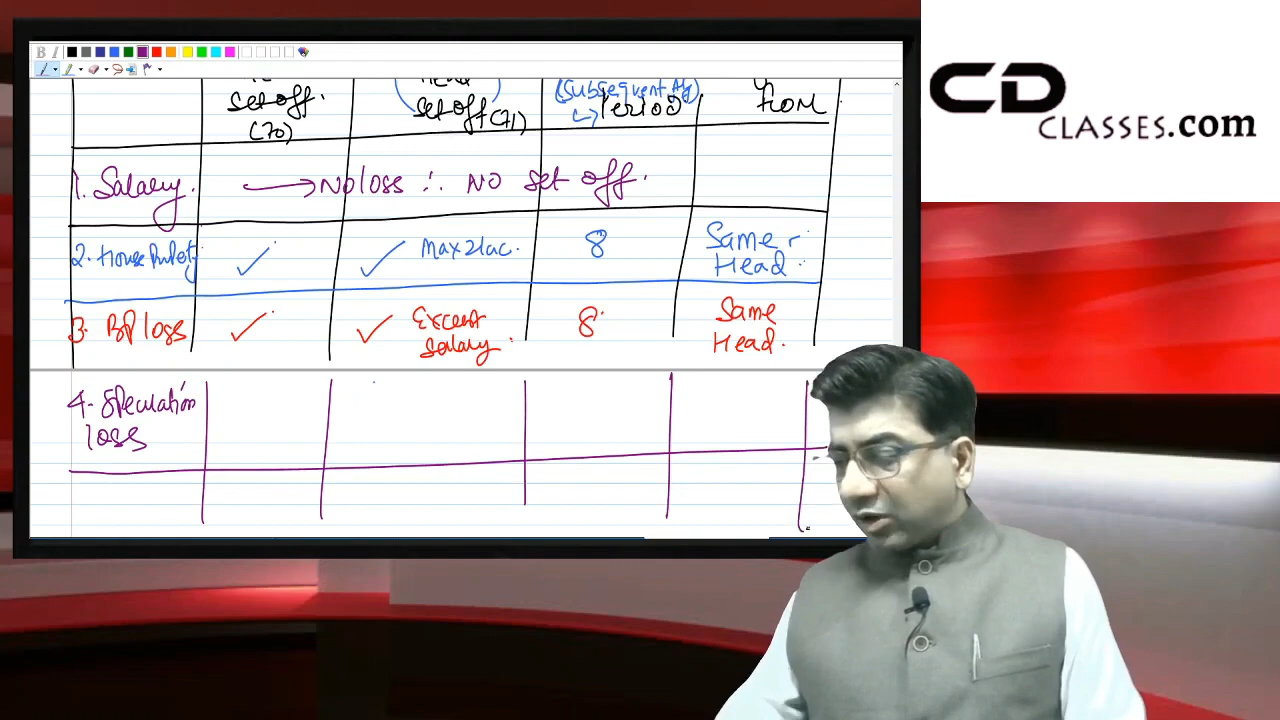 Set off.
(70)
Set off (71)
(Subsequent AY)
Period
from
1. Salary. → No loss ∴ No set off.
2. House Property ✓ ✓ Max 2 lac. 8 Same Head.
3. BP loss ✓ ✓ Except Salary. 8 Same Head.
4. Speculation
loss
CD
CLASSES.com